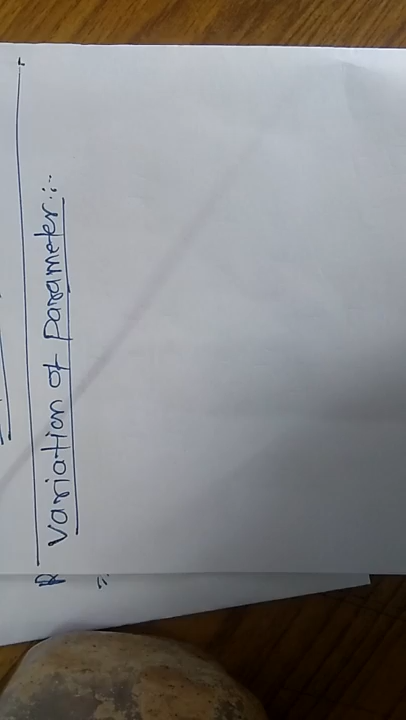 Variation of parameter :-